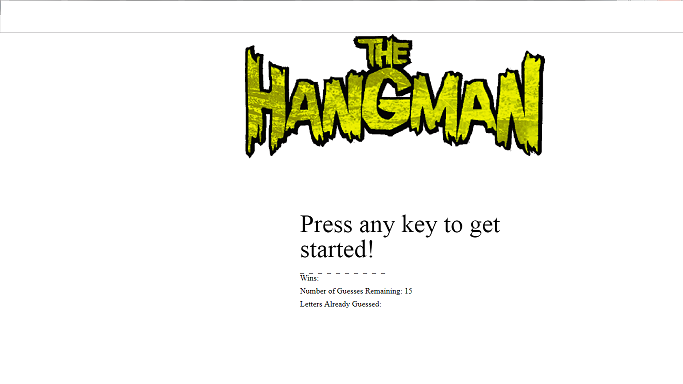 THE
HANGMAN
Press any key to get
started!
_ _ _ _ _ _ _ _ _ _
Wins:
Number of Guesses Remaining: 15
Letters Already Guessed: